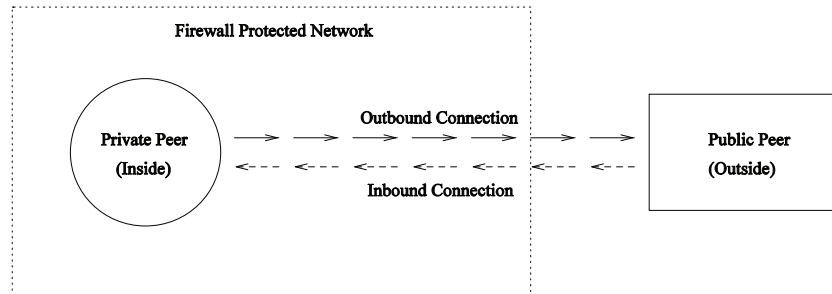 Firewall Protected Network
Outbound Connection
Private Peer
(Inside)
Public Peer
(Outside)
Inbound Connection